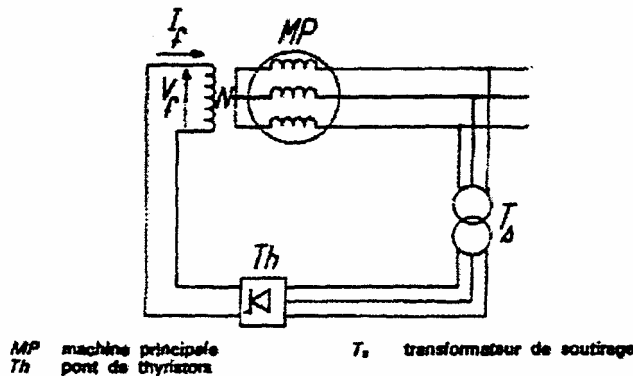 I_f
MP
V_f
N
T_s
Th
MP machine principale
Th pont de thyristors
T_s transformateur de soutirage